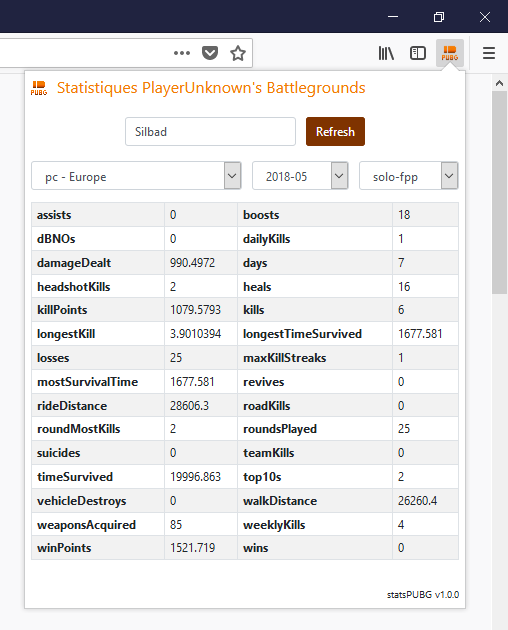 PUBG
PUBG Statistiques PlayerUnknown's Battlegrounds
Silbad Refresh
pc - Europe 2018-05 solo-fpp
assists 0 boosts 18
dBNOs 0 dailyKills 1
damageDealt 990.4972 days 7
headshotKills 2 heals 16
killPoints 1079.5793 kills 6
longestKill 3.9010394 longestTimeSurvived 1677.581
losses 25 maxKillStreaks 1
mostSurvivalTime 1677.581 revives 0
rideDistance 28606.3 roadKills 0
roundMostKills 2 roundsPlayed 25
suicides 0 teamKills 0
timeSurvived 19996.863 top10s 2
vehicleDestroys 0 walkDistance 26260.4
weaponsAcquired 85 weeklyKills 4
winPoints 1521.719 wins 0
statsPUBG v1.0.0